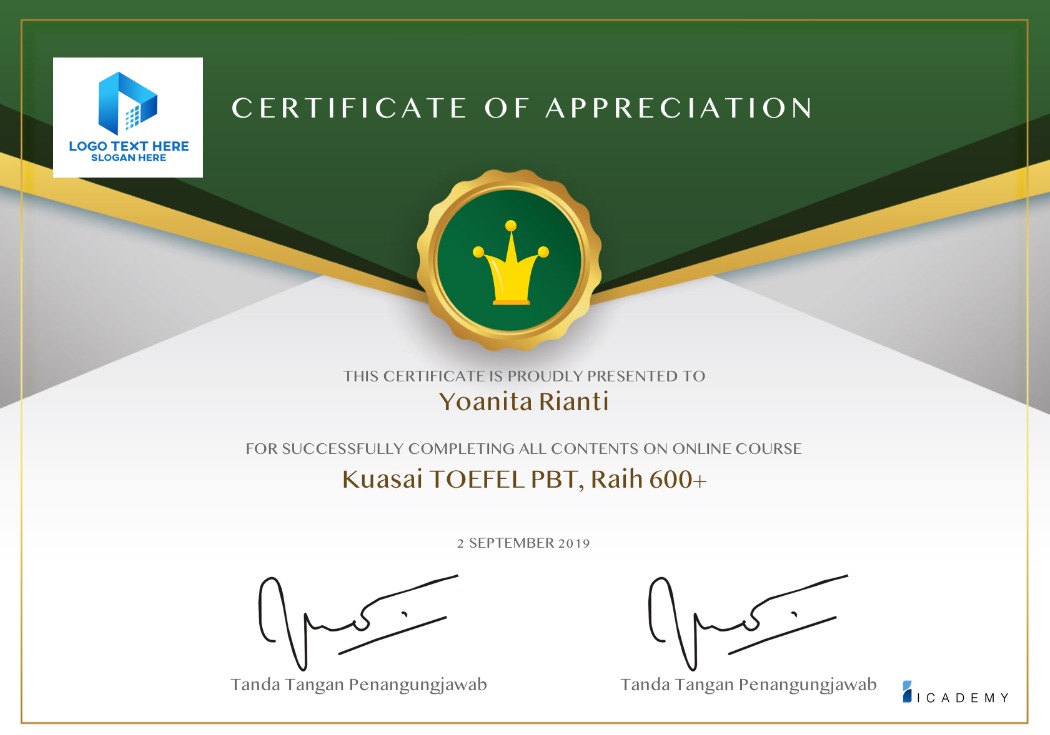 LOGO TEXT HERE
SLOGAN HERE
CERTIFICATE OF APPRECIATION
THIS CERTIFICATE IS PROUDLY PRESENTED TO
Yoanita Rianti
FOR SUCCESSFULLY COMPLETING ALL CONTENTS ON ONLINE COURSE
Kuasai TOEFEL PBT, Raih 600+
2 SEPTEMBER 2019
Tanda Tangan Penangungjawab
Tanda Tangan Penangungjawab
ICADEMY